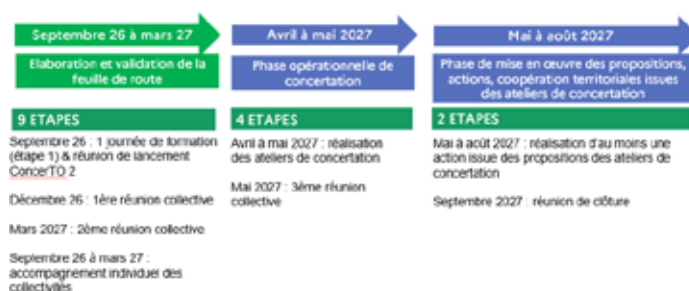 Septembre 26 à mars 27
Elaboration et validation de la
feuille de route
9 ETAPES
Septembre 26 : 1 journée de formation
(étape 1) & réunion de lancement
ConcerTO 2
Décembre 26 : 1ère réunion collective
Mars 2027 : 2ème réunion collective
Septembre 26 à mars 27 :
accompagnement individuel des
collectivités
Avril à mai 2027
Phase opérationnelle de
concertation
4 ETAPES
Avril à mai 2027 : réalisation
des ateliers de concertation
Mai 2027 : 3ème réunion
collective
Mai à août 2027
Phase de mise en œuvre des propositions,
actions, coopération territoriales issues
des ateliers de concertation
2 ETAPES
Mai à août 2027 : réalisation d'au moins une
action issue des propositions des ateliers de
concertation
Septembre 2027 : réunion de clôture